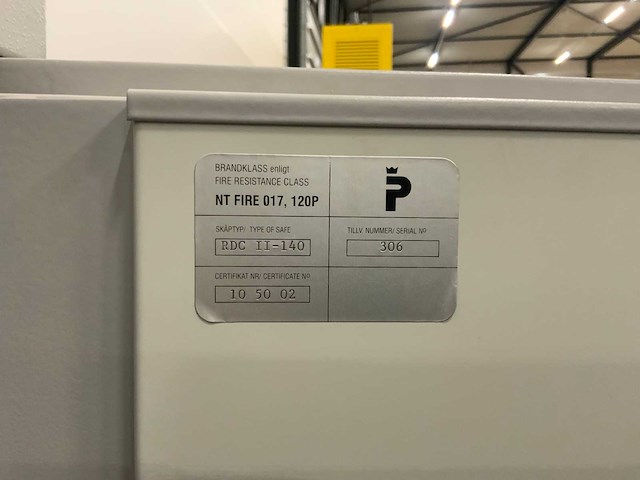 BRANDKLASS enligt
FIRE RESISTANCE CLASS
NT FIRE 017, 120P
P
SKÅPTYP/ TYPE OF SAFE
RDC II-140
TILLV. NUMMER/ SERIAL Nº
306
CERTIFIKAT NR/ CERTIFICATE Nº
10 50 02